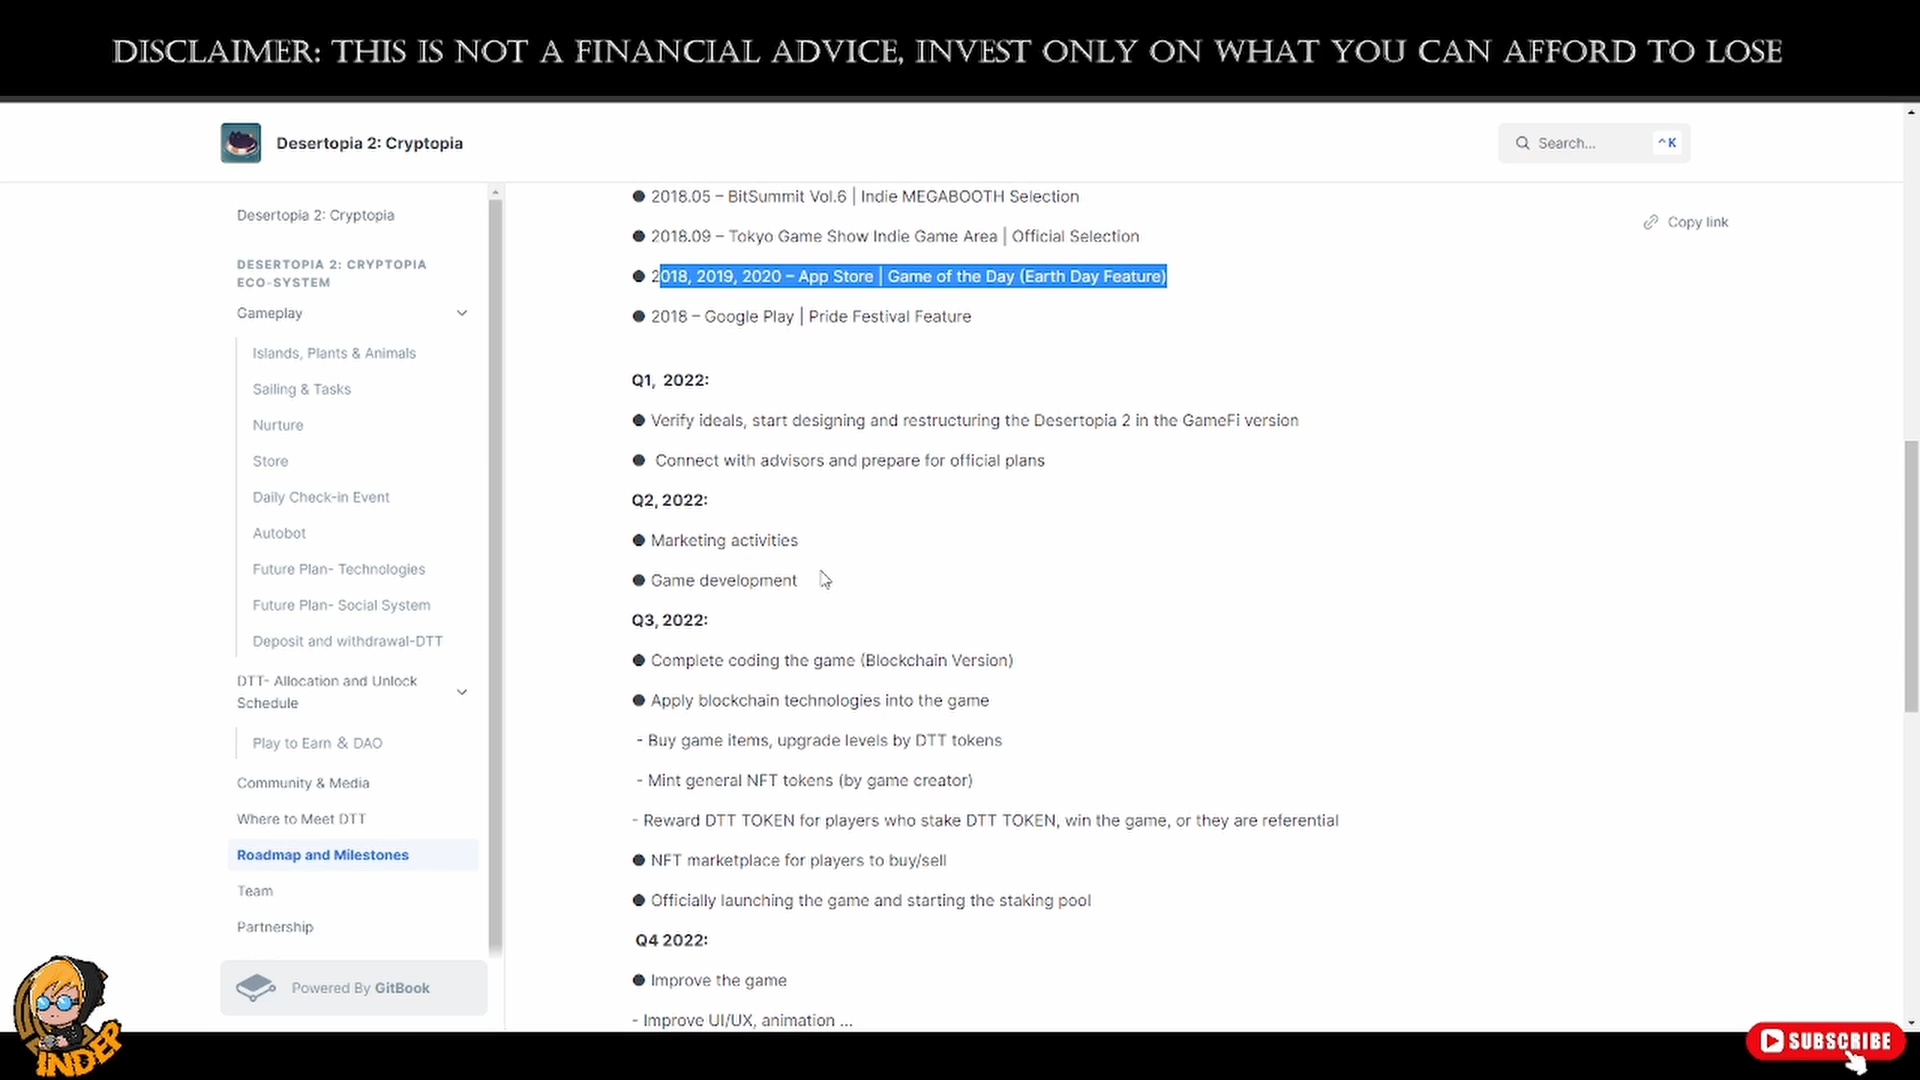 DISCLAIMER: THIS IS NOT A FINANCIAL ADVICE, INVEST ONLY ON WHAT YOU CAN AFFORD TO LOSE
Desertopia 2: Cryptopia
Search...
^K
Desertopia 2: Cryptopia
DESERTOPIA 2: CRYPTOPIA
ECO-SYSTEM
Gameplay
Islands, Plants & Animals
Sailing & Tasks
Nurture
Store
Daily Check-in Event
Autobot
Future Plan- Technologies
Future Plan- Social System
Deposit and withdrawal-DTT
DTT- Allocation and Unlock
Schedule
Play to Earn & DAO
Community & Media
Where to Meet DTT
Roadmap and Milestones
Team
Partnership
Powered By GitBook
● 2018.05 – BitSummit Vol.6 | Indie MEGABOOTH Selection
● 2018.09 – Tokyo Game Show Indie Game Area | Official Selection
● 2018, 2019, 2020 – App Store | Game of the Day (Earth Day Feature)
● 2018 – Google Play | Pride Festival Feature
Q1, 2022:
● Verify ideals, start designing and restructuring the Desertopia 2 in the GameFi version
● Connect with advisors and prepare for official plans
Q2, 2022:
● Marketing activities
● Game development
Q3, 2022:
● Complete coding the game (Blockchain Version)
● Apply blockchain technologies into the game
- Buy game items, upgrade levels by DTT tokens
- Mint general NFT tokens (by game creator)
- Reward DTT TOKEN for players who stake DTT TOKEN, win the game, or they are referential
● NFT marketplace for players to buy/sell
● Officially launching the game and starting the staking pool
Q4 2022:
● Improve the game
- Improve UI/UX, animation ...
Copy link
INDEP
SUBSCRIBE